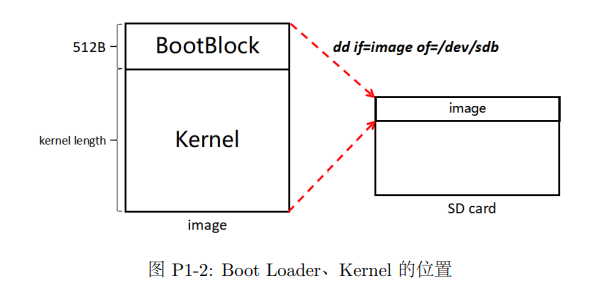 BootBlock
512B
dd if=image of=/dev/sdb
image
Kernel
kernel length
SD card
image
图 P1-2: Boot Loader、Kernel 的位置